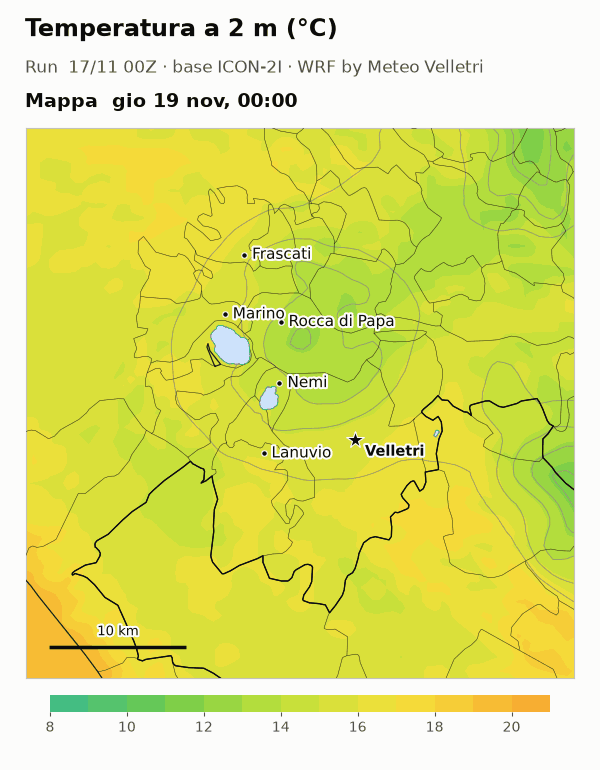 Temperatura a 2 m (°C)
Run  17/11 00Z · base ICON-2I · WRF by Meteo Velletri
Mappa  gio 19 nov, 00:00
Frascati
Marino
Rocca di Papa
Nemi
Velletri
Lanuvio
10 km
8 10 12 14 16 18 20